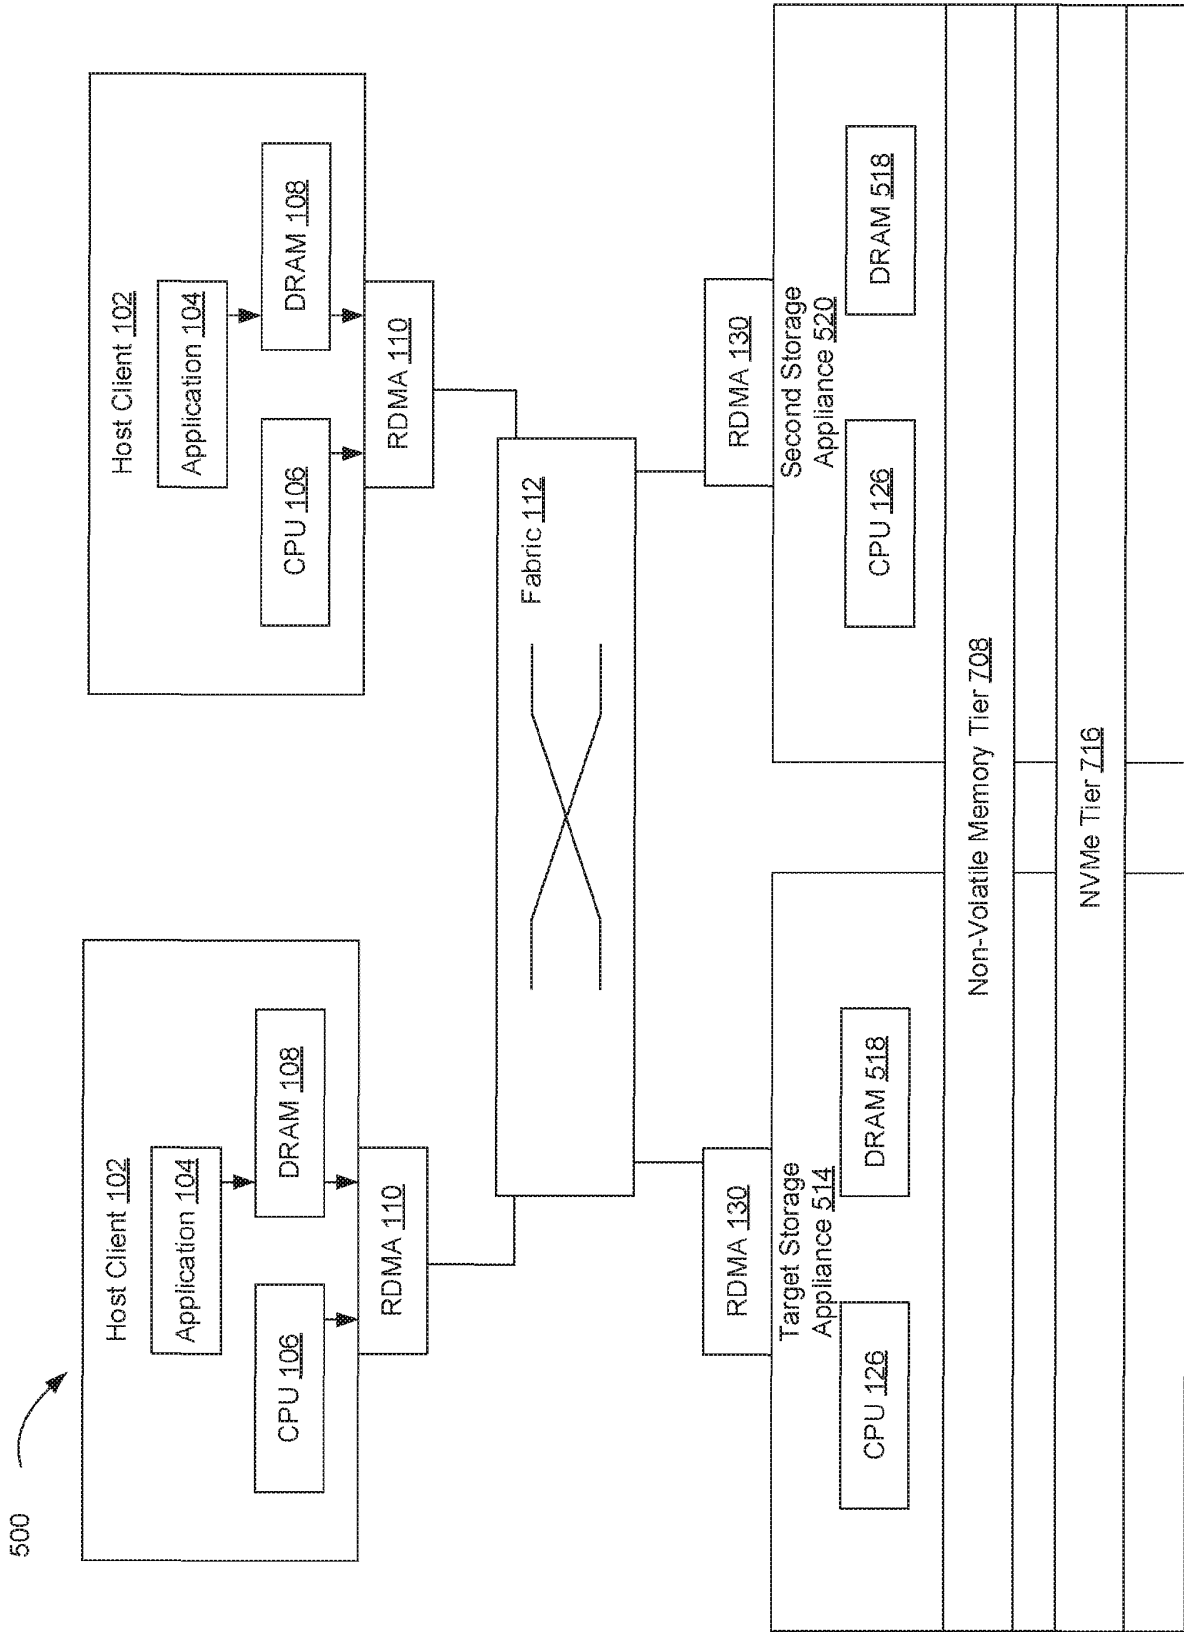 500
Host Client 102
Application 104
CPU 106
DRAM 108
RDMA 110
Host Client 102
Application 104
CPU 106
DRAM 108
RDMA 110
Fabric 112
RDMA 130
Target Storage
Appliance 514
CPU 126
DRAM 518
RDMA 130
Second Storage
Appliance 520
CPU 126
DRAM 518
Non-Volatile Memory Tier 708
NVMe Tier 716